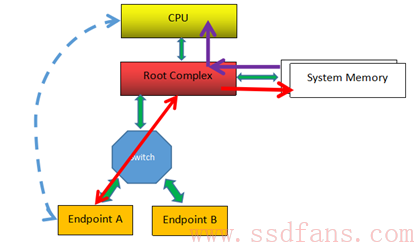 CPU
Root Complex
System Memory
Switch
Endpoint A
Endpoint B
www.ssdfans.com